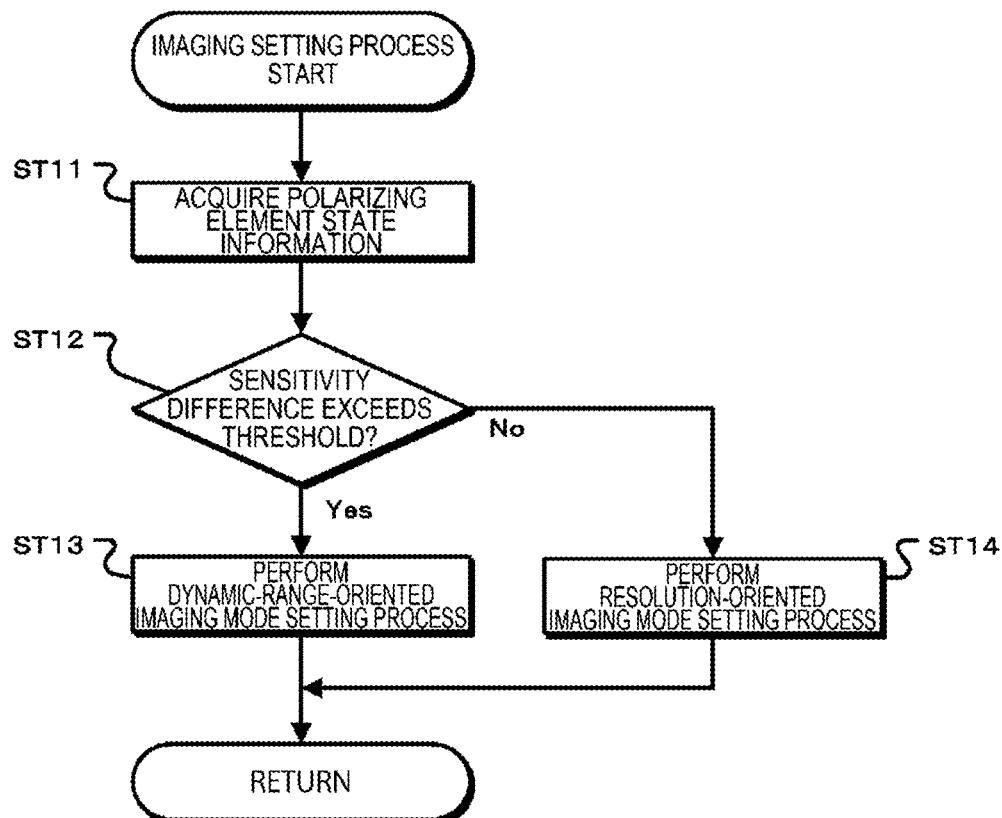 IMAGING SETTING PROCESS
START
ST11
ACQUIRE POLARIZING
ELEMENT STATE
INFORMATION
ST12
SENSITIVITY
DIFFERENCE EXCEEDS
THRESHOLD?
No
Yes
ST13
PERFORM
DYNAMIC-RANGE-ORIENTED
IMAGING MODE SETTING PROCESS
ST14
PERFORM
RESOLUTION-ORIENTED
IMAGING MODE SETTING PROCESS
RETURN